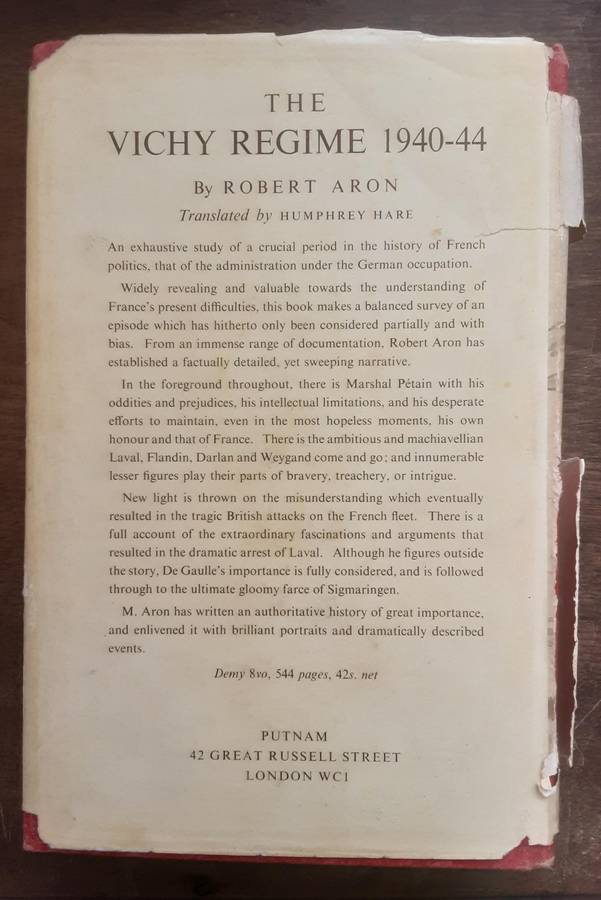 THE
VICHY REGIME 1940-44
By ROBERT ARON
Translated by HUMPHREY HARE
An exhaustive study of a crucial period in the history of French
politics, that of the administration under the German occupation.
Widely revealing and valuable towards the understanding of
France's present difficulties, this book makes a balanced survey of an
episode which has hitherto only been considered partially and with
bias. From an immense range of documentation, Robert Aron has
established a factually detailed, yet sweeping narrative.
In the foreground throughout, there is Marshal Pétain with his
oddities and prejudices, his intellectual limitations, and his desperate
efforts to maintain, even in the most hopeless moments, his own
honour and that of France. There is the ambitious and machiavellian
Laval, Flandin, Darlan and Weygand come and go; and innumerable
lesser figures play their parts of bravery, treachery, or intrigue.
New light is thrown on the misunderstanding which eventually
resulted in the tragic British attacks on the French fleet. There is a
full account of the extraordinary fascinations and arguments that
resulted in the dramatic arrest of Laval. Although he figures outside
the story, De Gaulle's importance is fully considered, and is followed
through to the ultimate gloomy farce of Sigmaringen.
M. Aron has written an authoritative history of great importance,
and enlivened it with brilliant portraits and dramatically described
events.
Demy 8vo, 544 pages, 42s. net
PUTNAM
42 GREAT RUSSELL STREET
LONDON WC1